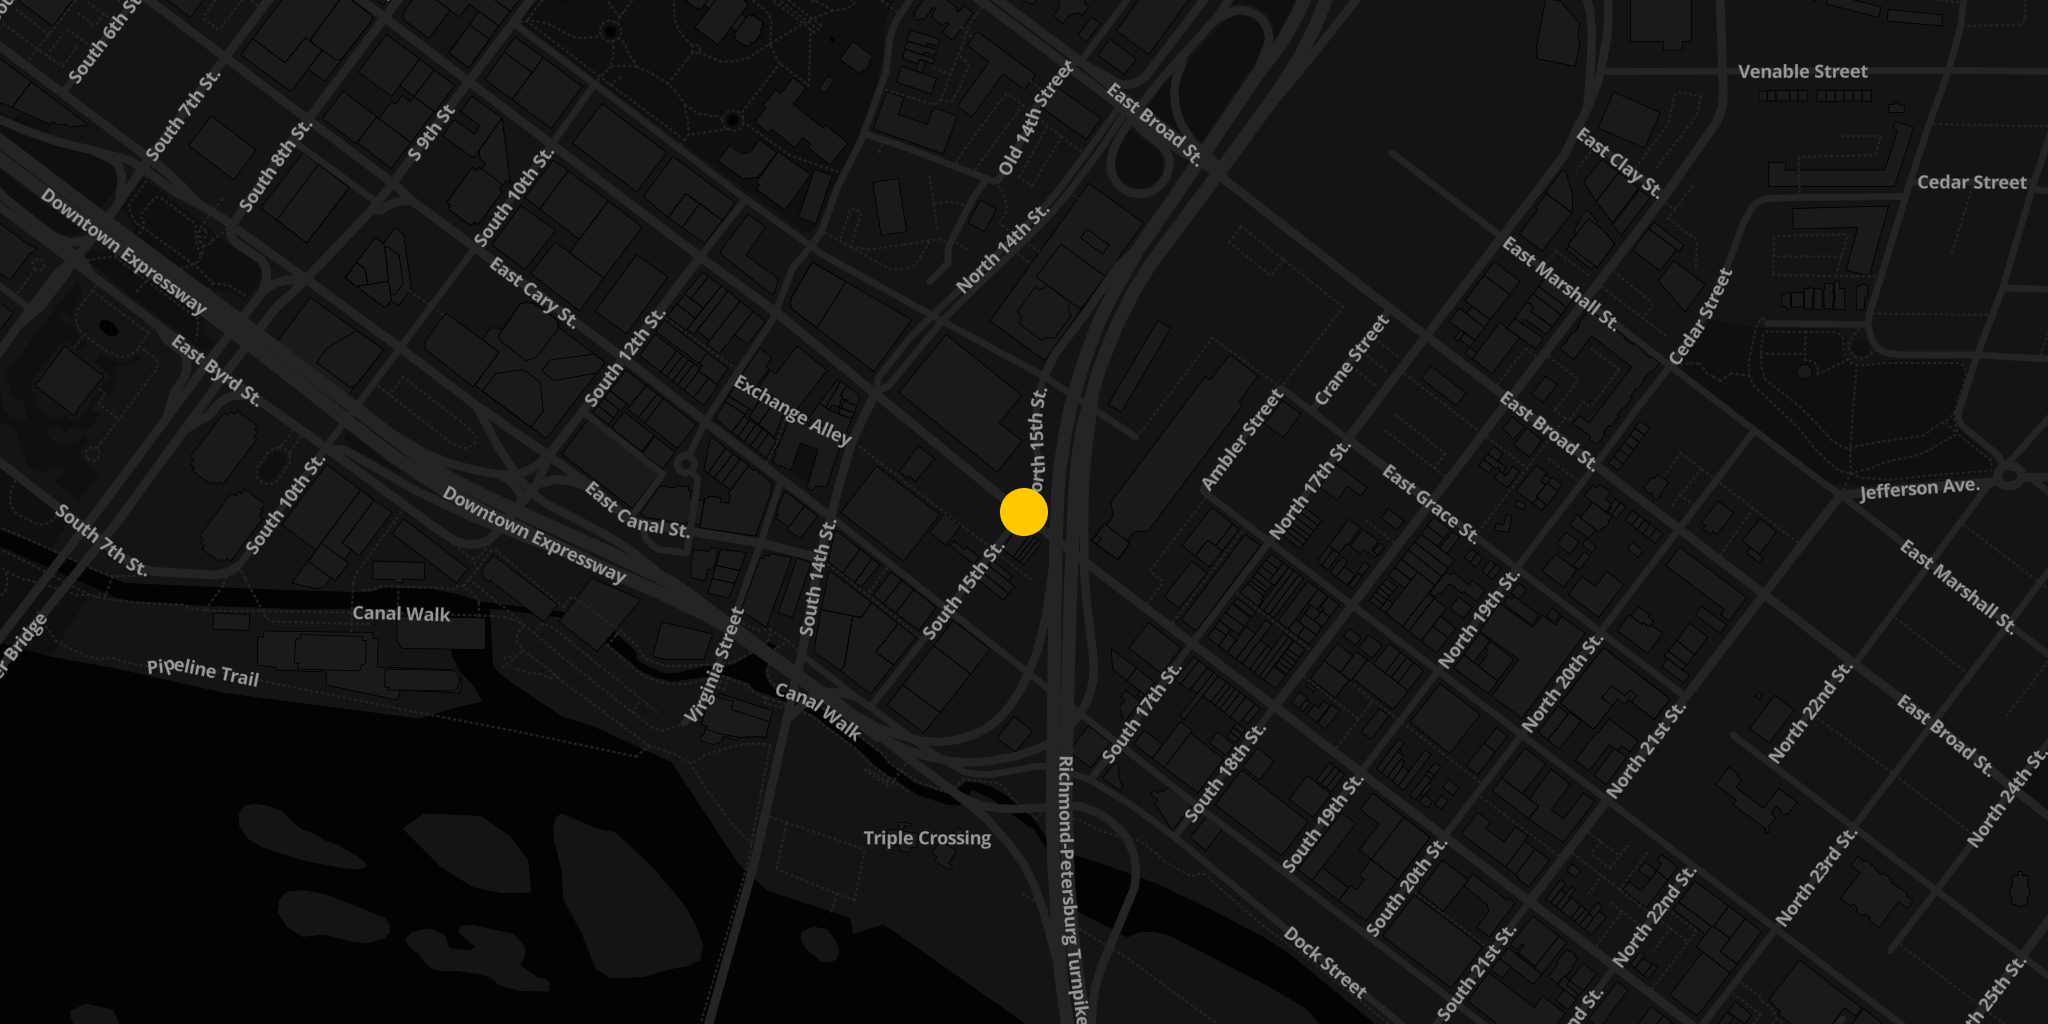 South 6th St.
South 7th St.
South 8th St.
S 9th St
South 10th St.
Old 14th Street
East Broad St.
Venable Street
East Clay St.
Cedar Street
Downtown Expressway
East Cary St.
North 14th St.
East Marshall St.
Cedar Street
East Byrd St.
South 12th St.
Exchange Alley
Crane Street
North 15th St.
Ambler Street
East Broad St.
North 17th St.
East Grace St.
Jefferson Ave.
South 10th St.
Downtown Expressway
East Canal St.
South 7th St.
South 14th St.
South 15th St.
East Marshall St.
Canal Walk
Pipeline Trail
Virginia Street
Canal Walk
North 19th St.
North 20th St.
South 17th St.
North 22nd St.
East Broad St.
South 18th St.
North 21st St.
North 24th St.
Richmond-Petersburg Turnpike
Triple Crossing
South 19th St.
South 20th St.
North 22nd St.
North 23rd St.
Dock Street
South 21st St.
25th St.
Bridge